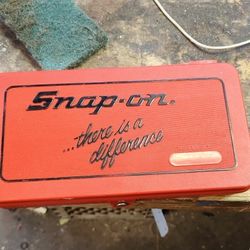 Snap-on.
...there is a
difference